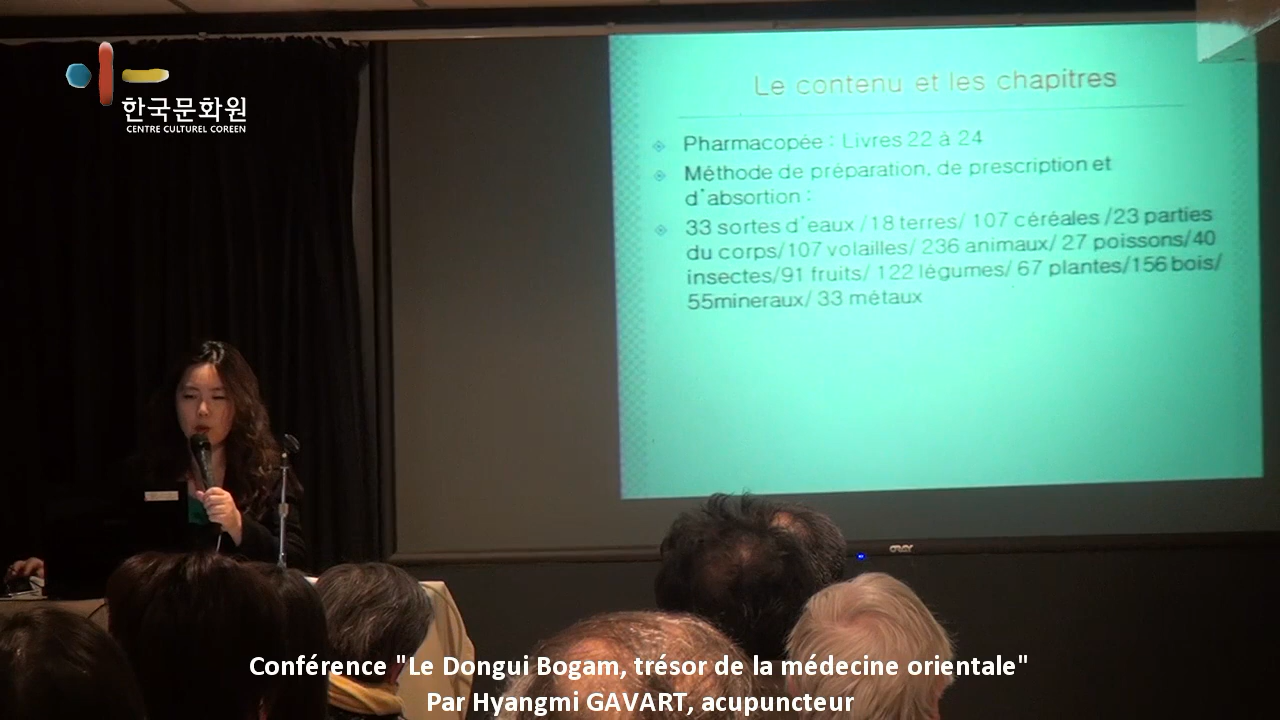 한국문화원
CENTRE CULTUREL COREEN
Le contenu et les chapitres
Pharmacopée : Livres 22 à 24
Méthode de préparation, de prescription et
d'absortion :
33 sortes d'eaux /18 terres/ 107 céréales /23 parties
du corps/107 volailles/ 236 animaux/ 27 poissons/40
insectes/91 fruits/ 122 légumes/ 67 plantes/156 bois/
55mineraux/ 33 métaux
Conférence "Le Dongui Bogam, trésor de la médecine orientale"
Par Hyangmi GAVART, acupuncteur